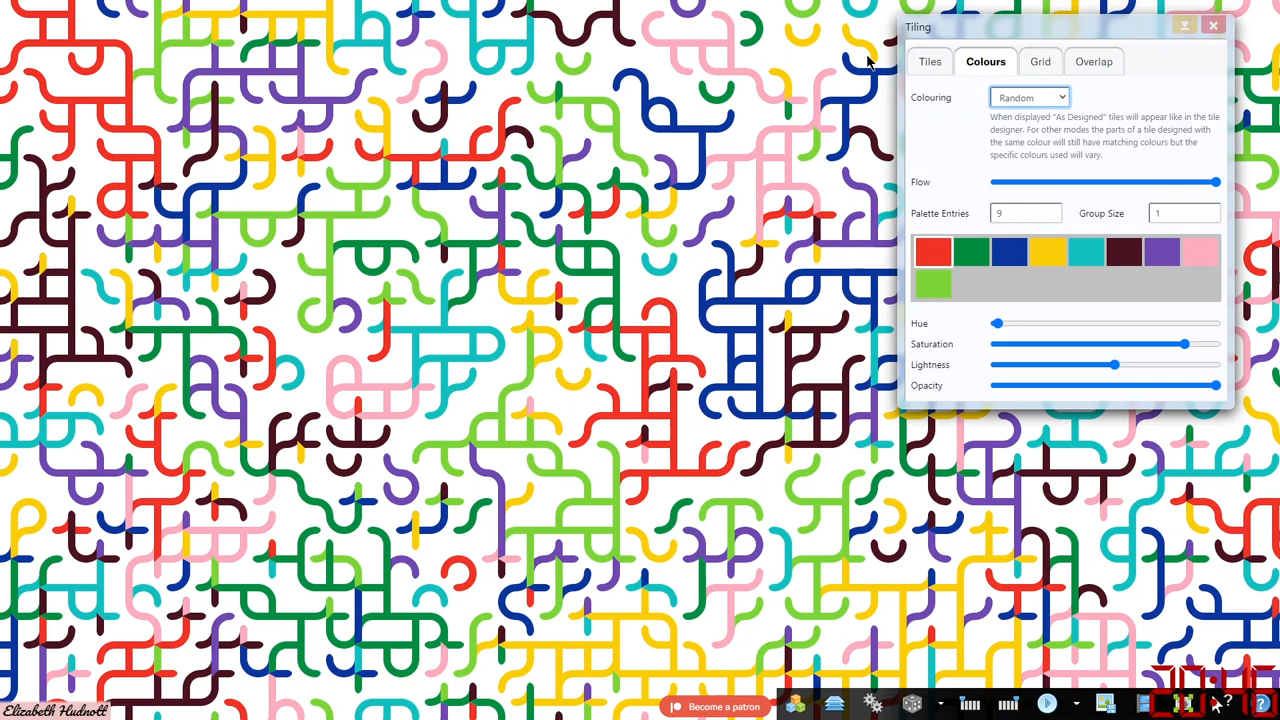 Tiling
Tiles
Colours
Grid
Overlap
Colouring
Random
When displayed "As Designed" tiles will appear like in the tile
designer. For other modes the parts of a tile designed with
the same colour will still have matching colours but the
specific colours used will vary.
Flow
Palette Entries
9
Group Size
1
Hue
Saturation
Lightness
Opacity
Elizabeth Hudnott
Become a patron